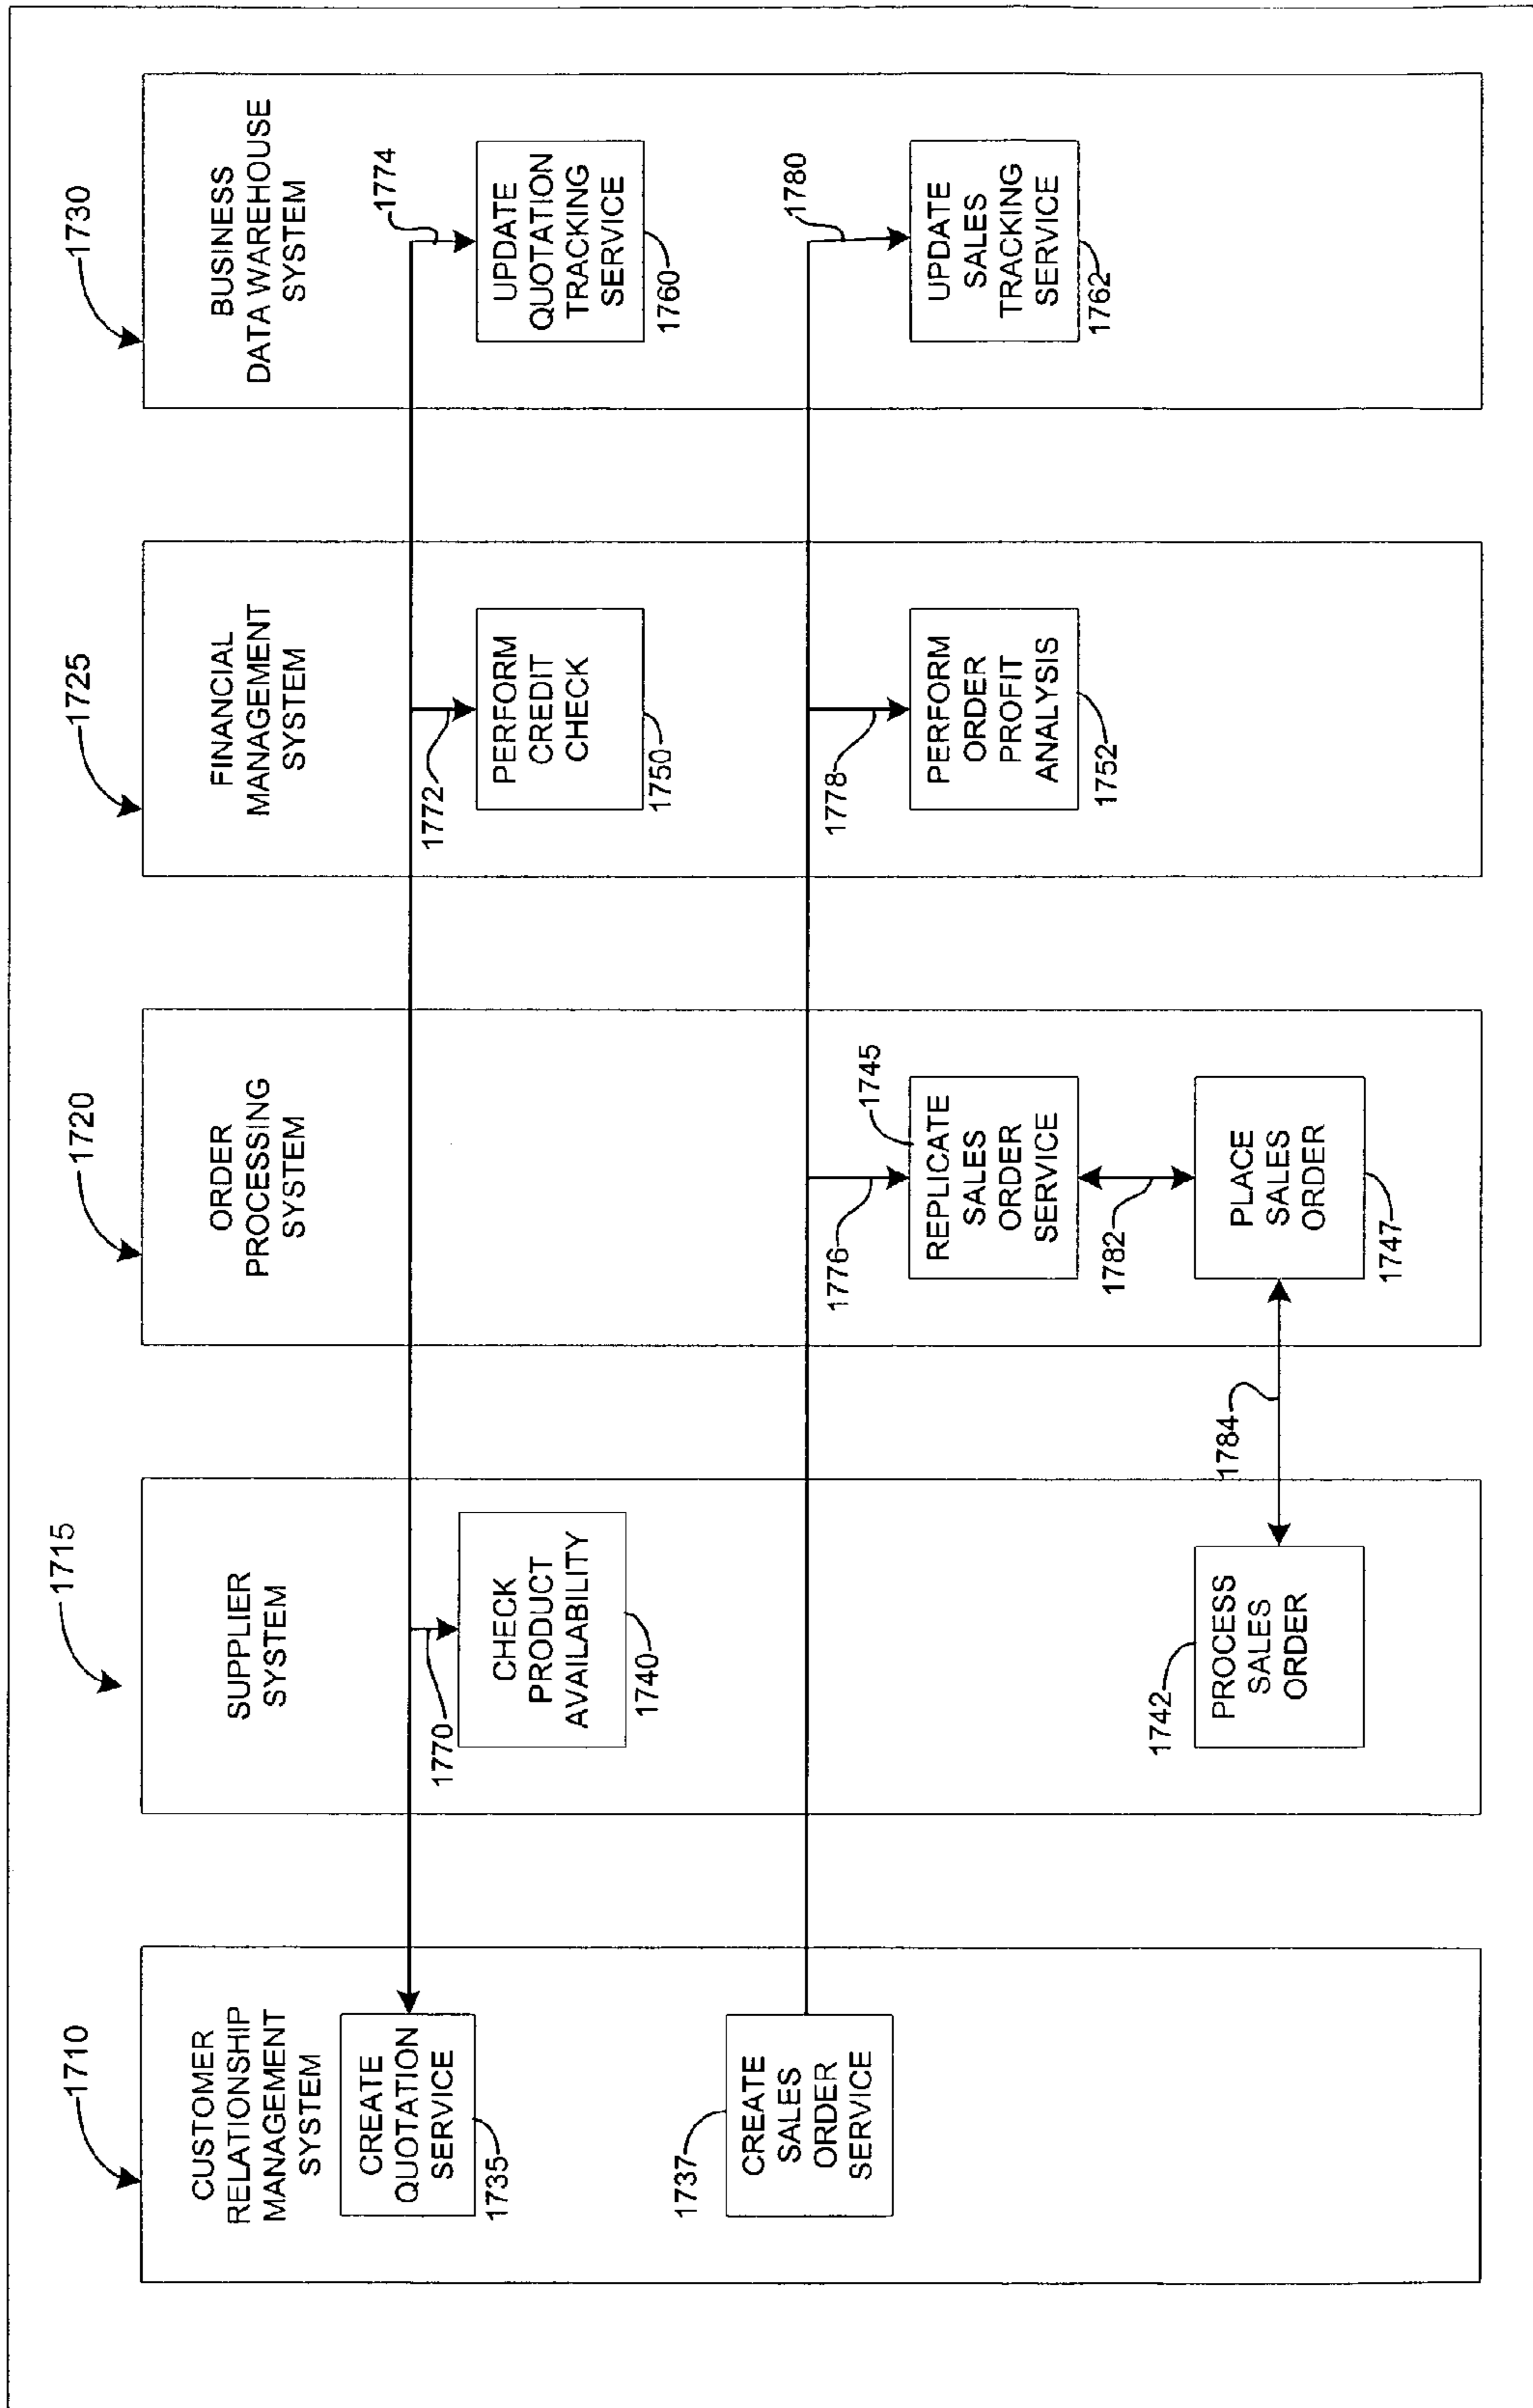 1710
CUSTOMER
RELATIONSHIP
MANAGEMENT
SYSTEM
CREATE
QUOTATION
SERVICE
1735
1737
CREATE
SALES
ORDER
SERVICE
1715
SUPPLIER
SYSTEM
1770
CHECK
PRODUCT
AVAILABILITY
1740
1742
PROCESS
SALES
ORDER
1784
1720
ORDER
PROCESSING
SYSTEM
1776
1745
REPLICATE
SALES
ORDER
SERVICE
1782
PLACE
SALES
ORDER
1747
1725
FINANCIAL
MANAGEMENT
SYSTEM
1772
PERFORM
CREDIT
CHECK
1750
1778
PERFORM
ORDER
PROFIT
ANALYSIS
1752
1730
BUSINESS
DATA WAREHOUSE
SYSTEM
1774
UPDATE
QUOTATION
TRACKING
SERVICE
1760
1780
UPDATE
SALES
TRACKING
SERVICE
1762